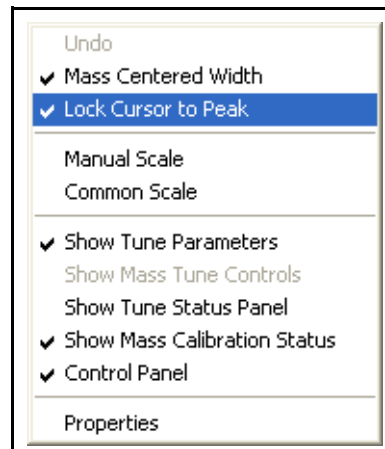 Undo
Mass Centered Width
Lock Cursor to Peak
Manual Scale
Common Scale
Show Tune Parameters
Show Mass Tune Controls
Show Tune Status Panel
Show Mass Calibration Status
Control Panel
Properties